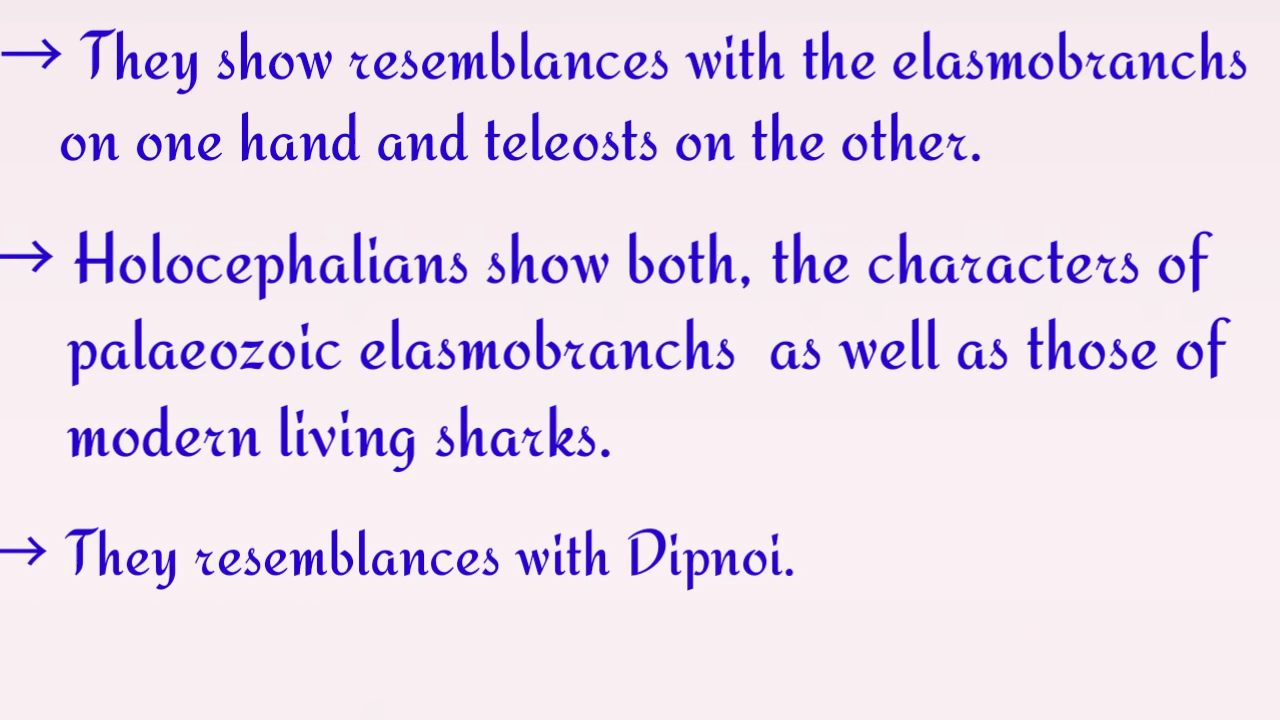 → They show resemblances with the elasmobranchs
on one hand and teleosts on the other.
→ Holocephalians show both, the characters of
palaeozoic elasmobranchs as well as those of
modern living sharks.
→ They resemblances with Dipnoi.